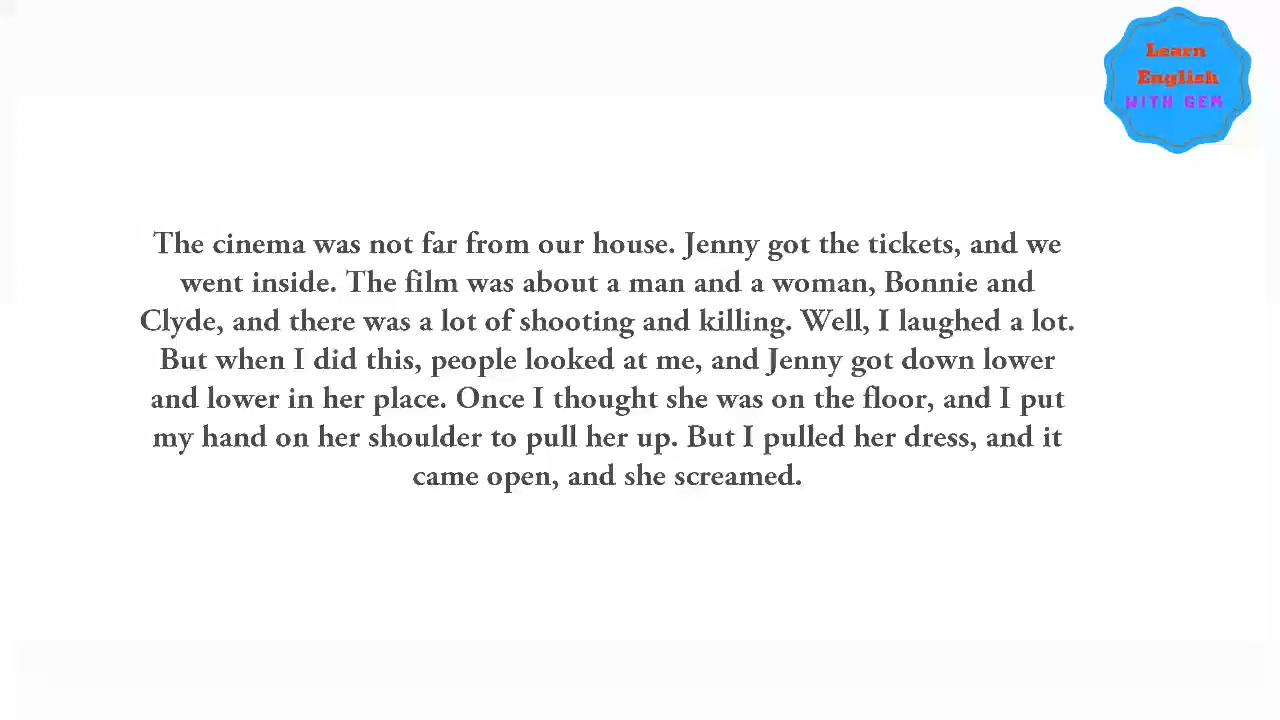 Learn
English
WITH GEM
The cinema was not far from our house. Jenny got the tickets, and we
went inside. The film was about a man and a woman, Bonnie and
Clyde, and there was a lot of shooting and killing. Well, I laughed a lot.
But when I did this, people looked at me, and Jenny got down lower
and lower in her place. Once I thought she was on the floor, and I put
my hand on her shoulder to pull her up. But I pulled her dress, and it
came open, and she screamed.